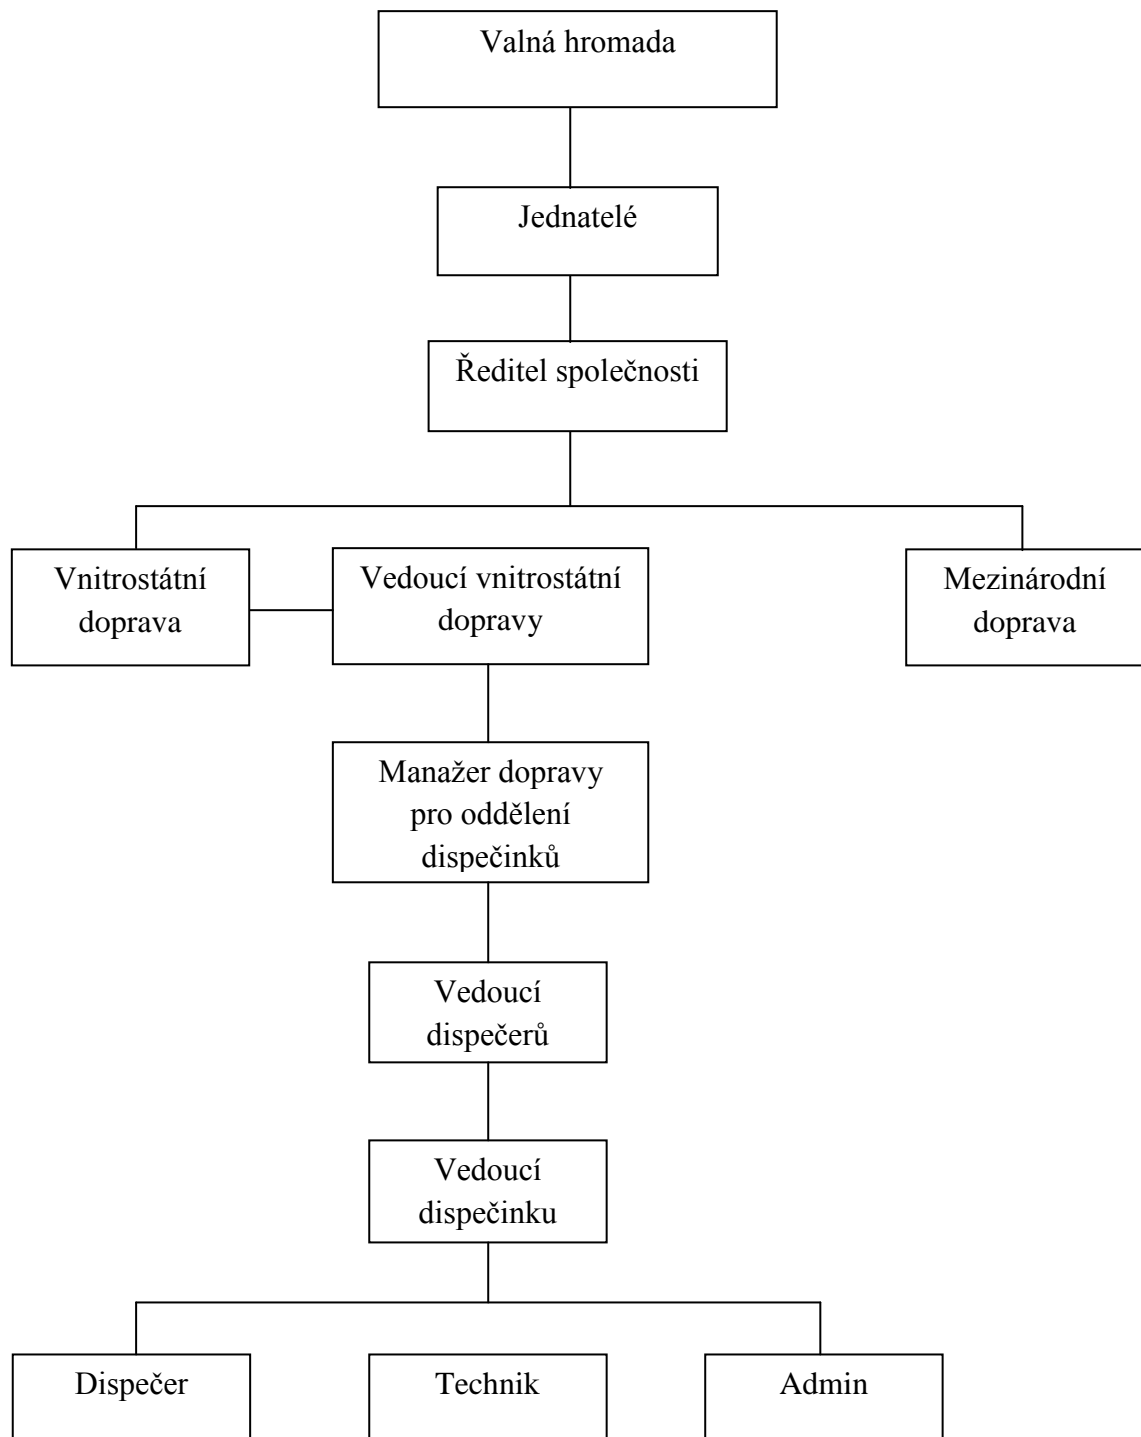 Valná hromada
Jednatelé
Ředitel společnosti
Vnitrostátní
doprava
Vedoucí vnitrostátní
dopravy
Mezinárodní
doprava
Manažer dopravy
pro oddělení
dispečinků
Vedoucí
dispečerů
Vedoucí
dispečinku
Dispečer
Technik
Admin